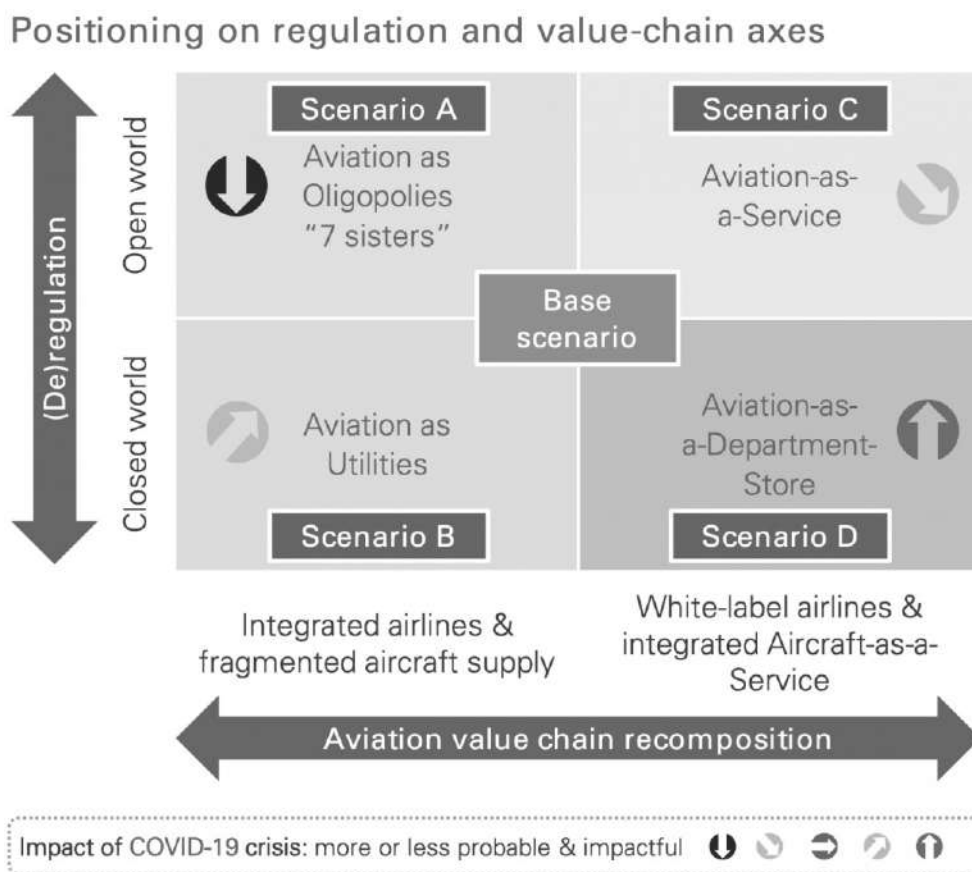 Positioning on regulation and value-chain axes
(De)regulation
Open world
Closed world
Scenario A
Aviation as
Oligopolies
“7 sisters”
Scenario C
Aviation-as-
a-Service
Base
scenario
Aviation as
Utilities
Scenario B
Aviation-as-
a-Department-
Store
Scenario D
Integrated airlines &
fragmented aircraft supply
White-label airlines &
integrated Aircraft-as-a-
Service
Aviation value chain recomposition
Impact of COVID-19 crisis: more or less probable & impactful